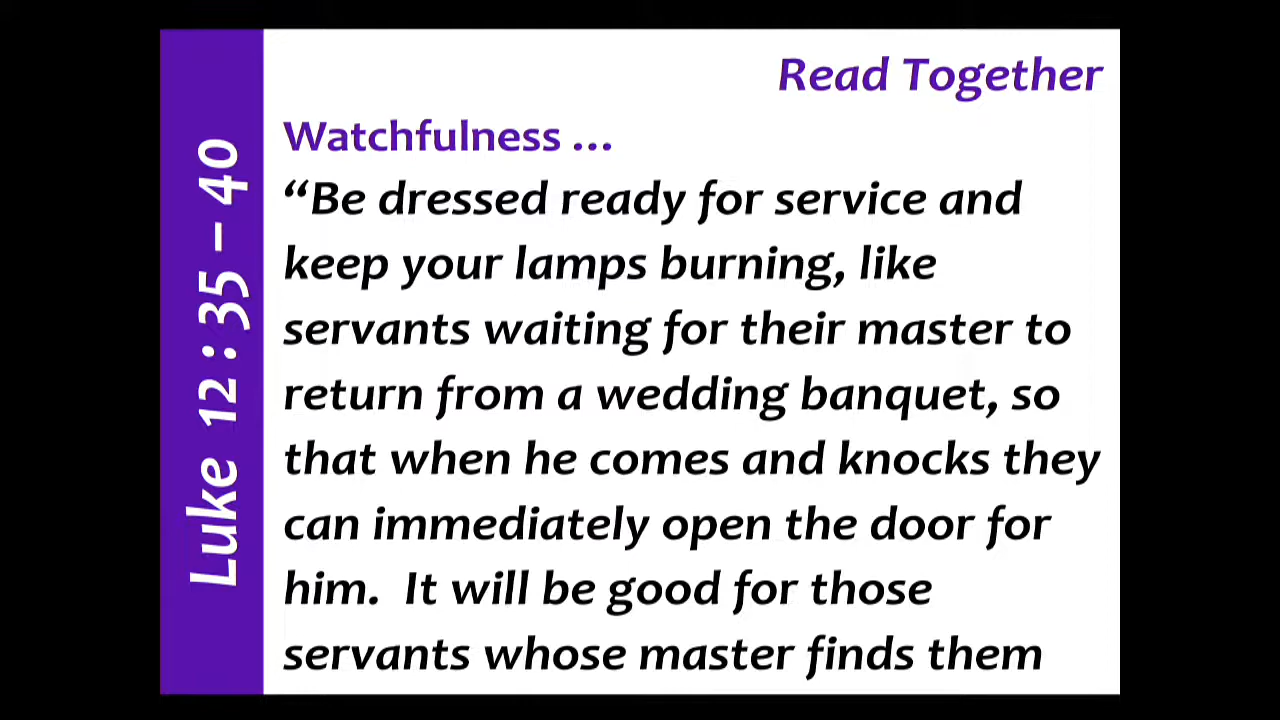 Luke 12 : 35 – 40
Read Together
Watchfulness ...
“Be dressed ready for service and
keep your lamps burning, like
servants waiting for their master to
return from a wedding banquet, so
that when he comes and knocks they
can immediately open the door for
him.  It will be good for those
servants whose master finds them